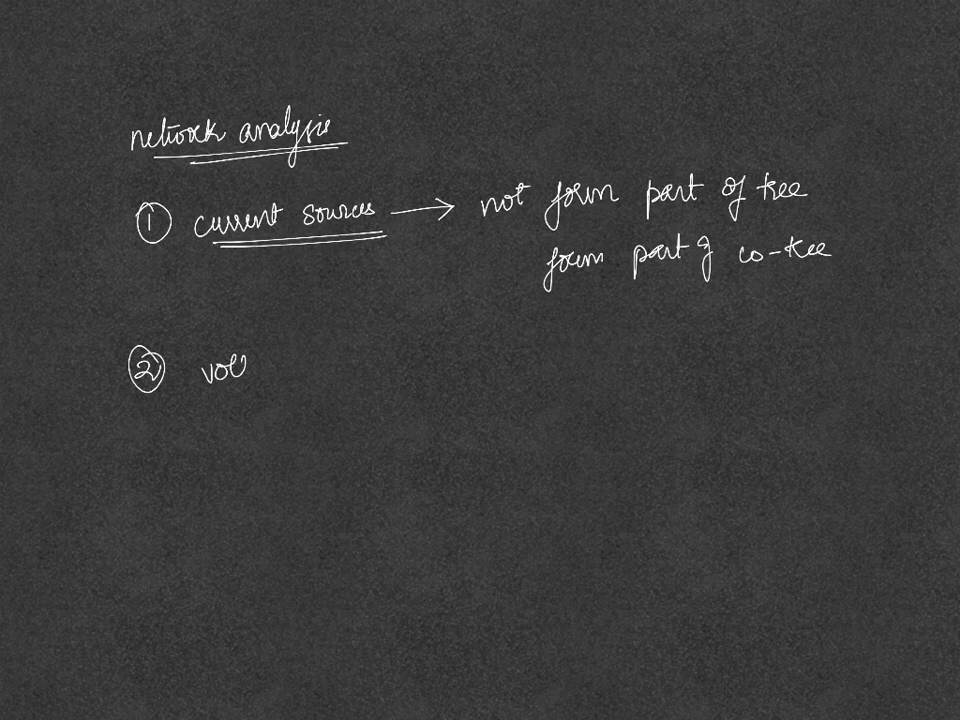 network analysis
① current sources → not form part of tree
form part of co-tree
② vol